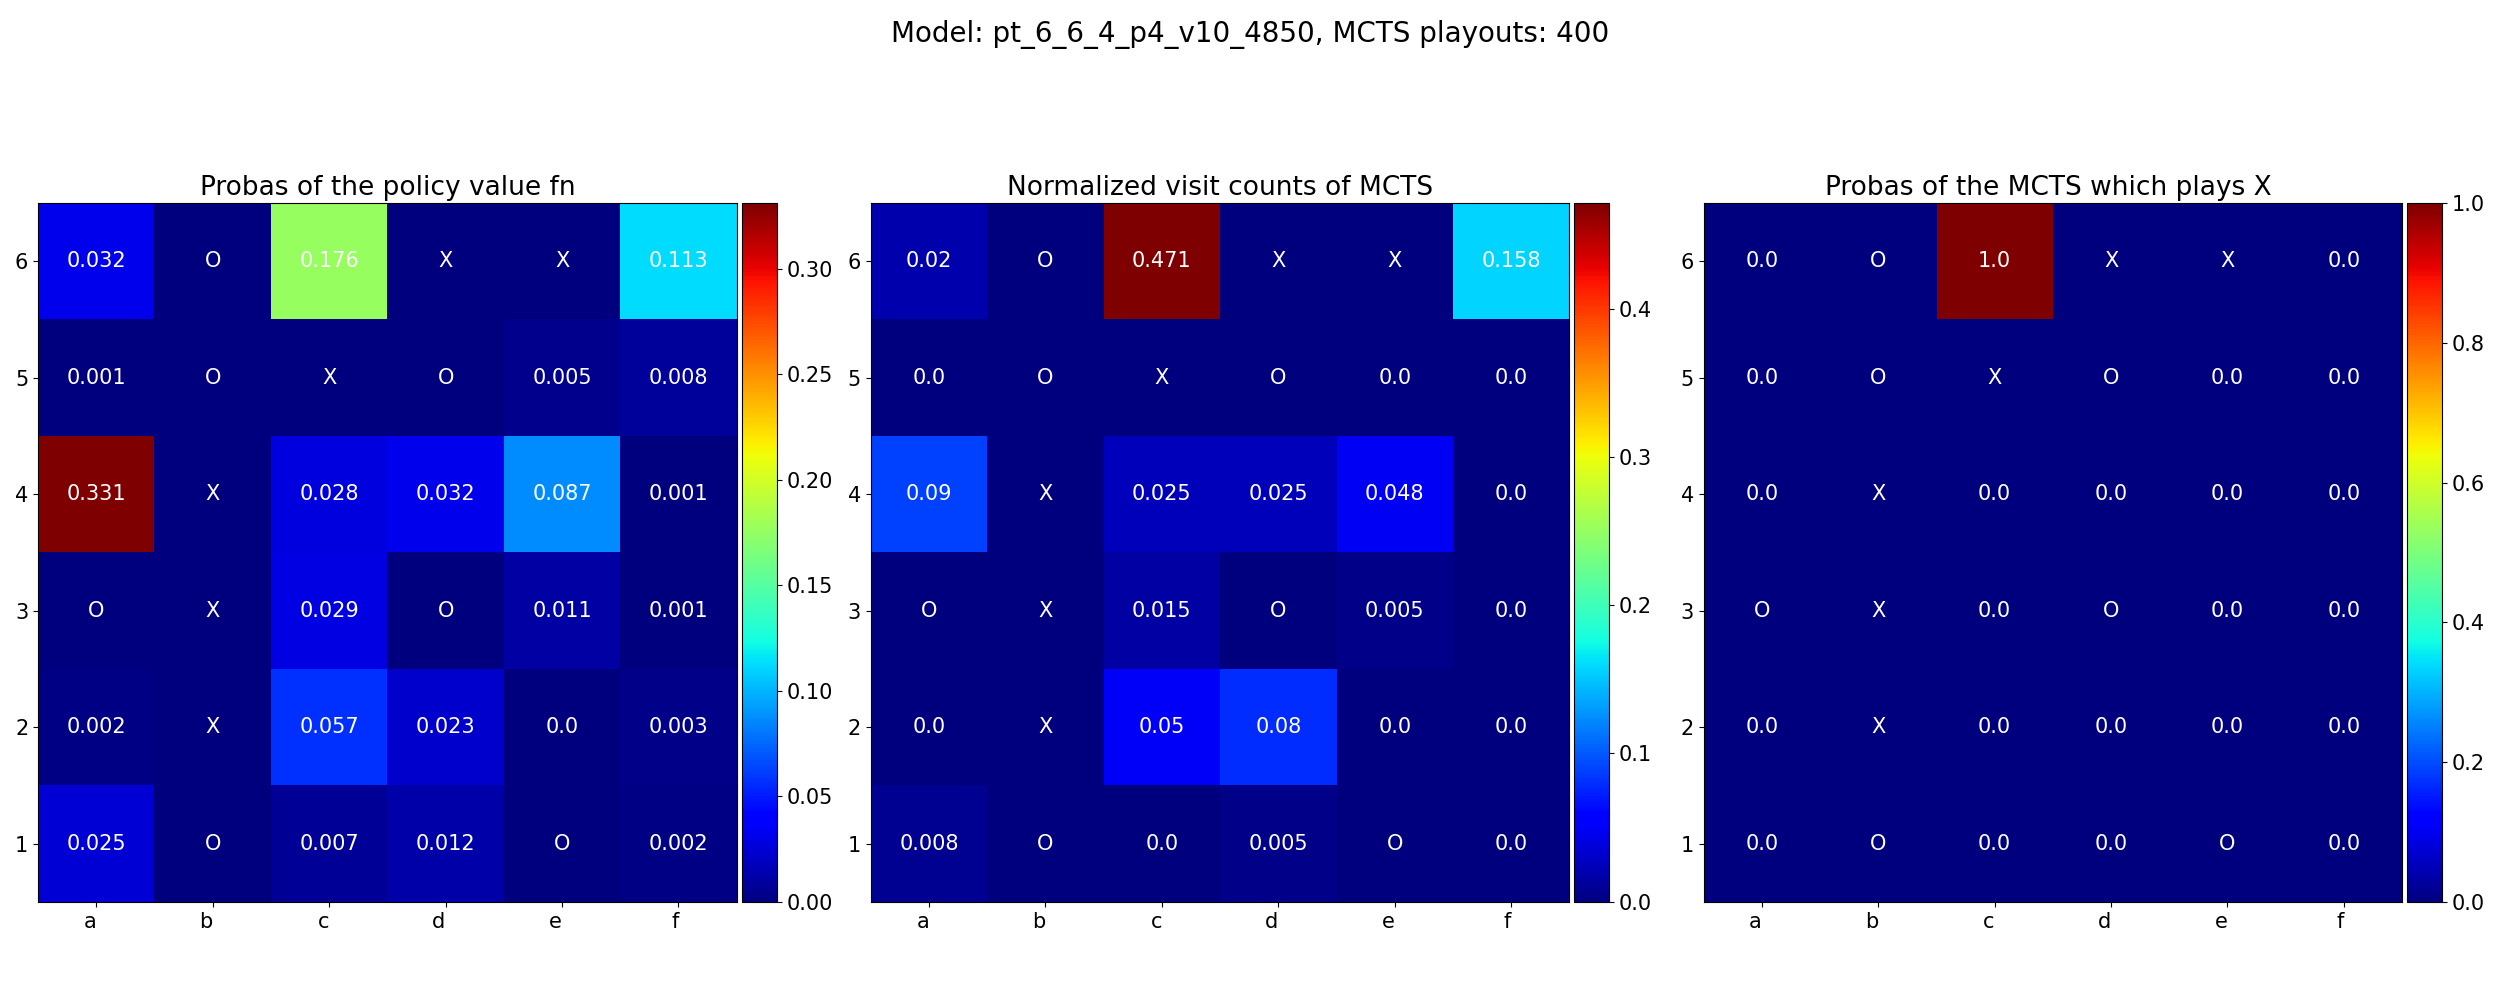 Model: pt_6_6_4_p4_v10_4850, MCTS playouts: 400
Probas of the policy value fn
6 0.032 O 0.176 X X 0.113
5 0.001 O X O 0.005 0.008
4 0.331 X 0.028 0.032 0.087 0.001
3 O X 0.029 O 0.011 0.001
2 0.002 X 0.057 0.023 0.0 0.003
1 0.025 O 0.007 0.012 O 0.002
a b c d e f
0.30
0.25
0.20
0.15
0.10
0.05
0.00
Normalized visit counts of MCTS
6 0.02 O 0.471 X X 0.158
5 0.0 O X O 0.0 0.0
4 0.09 X 0.025 0.025 0.048 0.0
3 O X 0.015 O 0.005 0.0
2 0.0 X 0.05 0.08 0.0 0.0
1 0.008 O 0.0 0.005 O 0.0
a b c d e f
0.4
0.3
0.2
0.1
0.0
Probas of the MCTS which plays X
6 0.0 O 1.0 X X 0.0
5 0.0 O X O 0.0 0.0
4 0.0 X 0.0 0.0 0.0 0.0
3 O X 0.0 O 0.0 0.0
2 0.0 X 0.0 0.0 0.0 0.0
1 0.0 O 0.0 0.0 O 0.0
a b c d e f
1.0
0.8
0.6
0.4
0.2
0.0